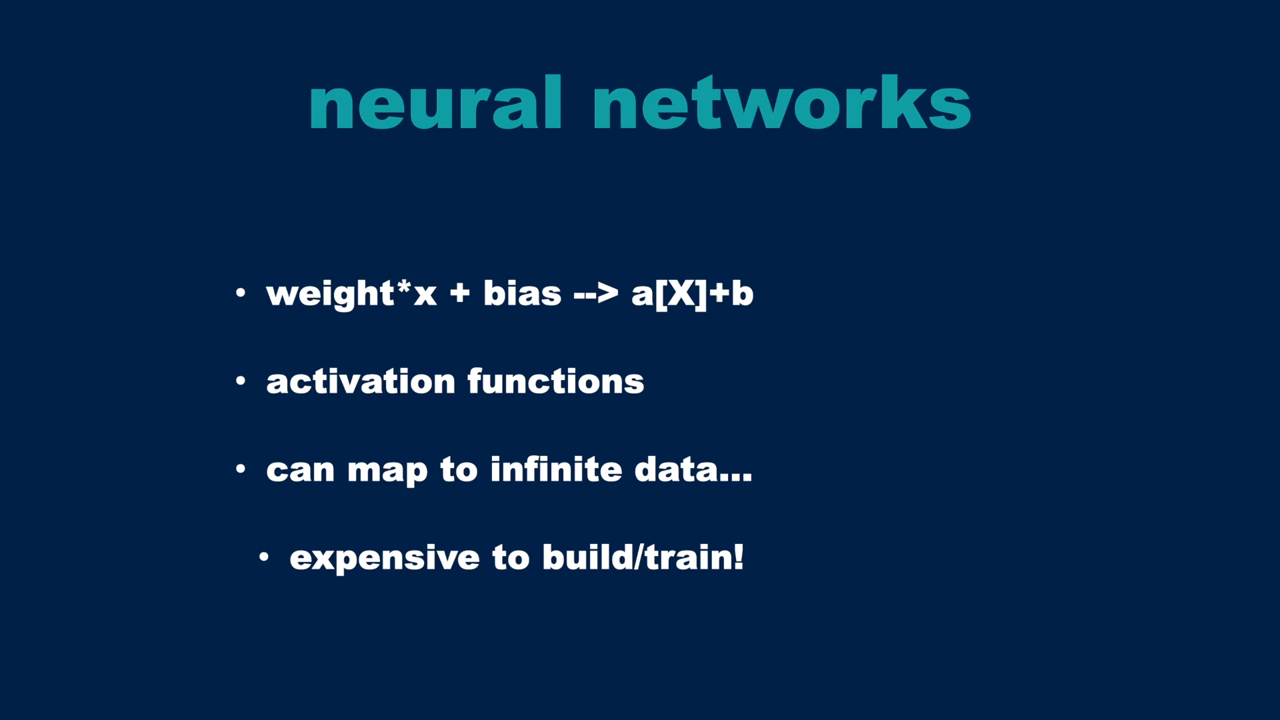 neural networks
• weight*x + bias --> a[X]+b
• activation functions
• can map to infinite data...
• expensive to build/train!